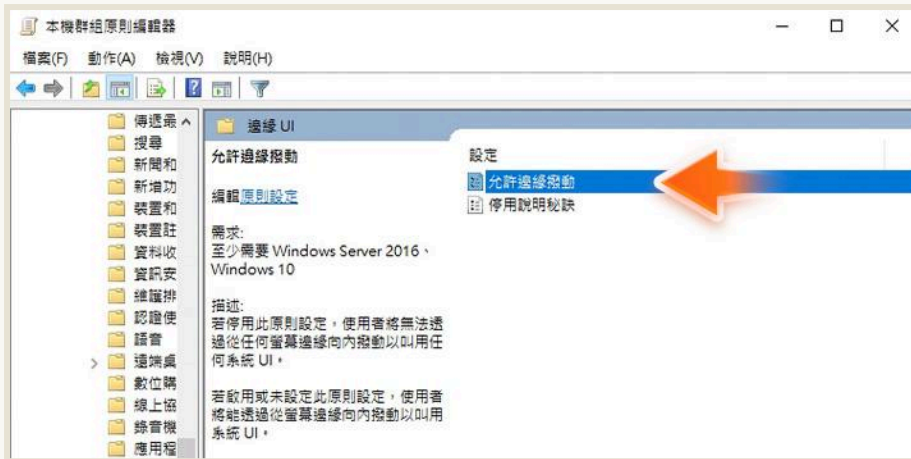 本機群組原則編輯器
檔案(F) 動作(A) 檢視(V) 說明(H)
傳遞最
搜尋
新聞和
新增功
裝置和
裝置註
資料收
資訊安
維護排
認證使
語音
遠端桌
數位購
線上協
錄音機
應用程
邊緣 UI
允許邊緣撥動
編輯原則設定
需求:
至少需要 Windows Server 2016、
Windows 10
描述:
若停用此原則設定，使用者將無法透
過從任何螢幕邊緣向內撥動以叫用任
何系統 UI。
若啟用或未設定此原則設定，使用者
將能透過從螢幕邊緣向內撥動以叫用
系統 UI。
設定
允許邊緣撥動
停用說明秘訣